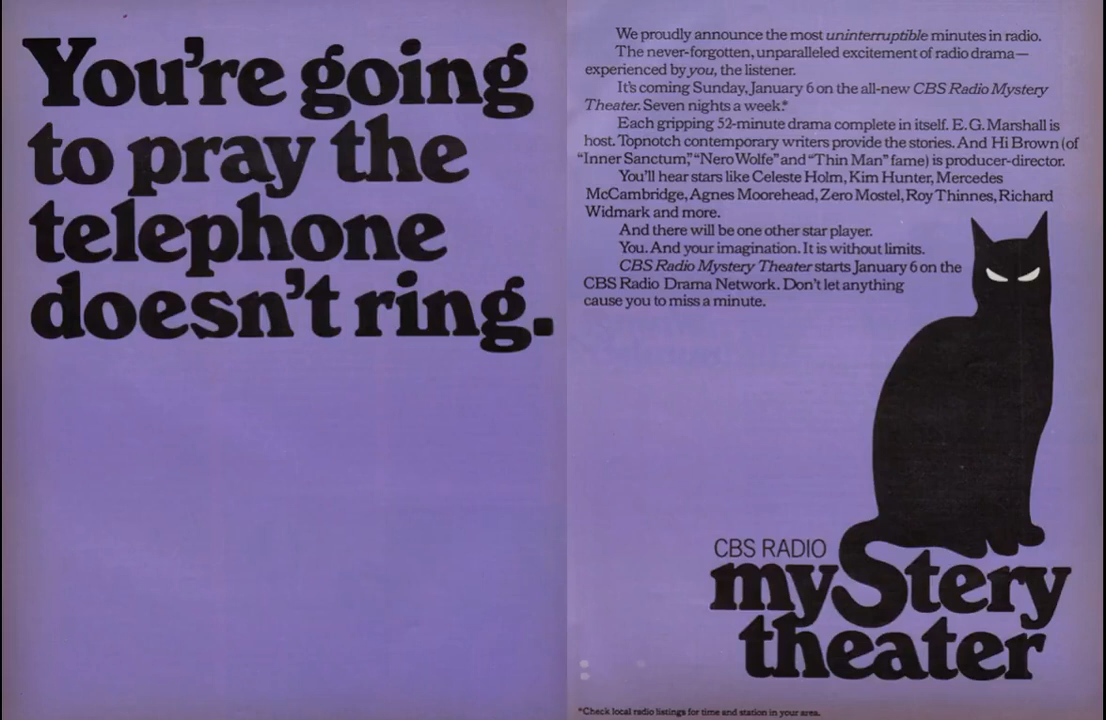 You're going
to pray the
telephone
doesn't ring.
We proudly announce the most uninterruptible minutes in radio.
The never-forgotten, unparalleled excitement of radio drama—
experienced by you, the listener.
It's coming Sunday, January 6 on the all-new CBS Radio Mystery
Theater. Seven nights a week.*
Each gripping 52-minute drama complete in itself. E. G. Marshall is
host. Topnotch contemporary writers provide the stories. And Hi Brown (of
"Inner Sanctum," "Nero Wolfe" and "Thin Man" fame) is producer-director.
You'll hear stars like Celeste Holm, Kim Hunter, Mercedes
McCambridge, Agnes Moorehead, Zero Mostel, Roy Thinnes, Richard
Widmark and more.
And there will be one other star player.
You. And your imagination. It is without limits.
CBS Radio Mystery Theater starts January 6 on the
CBS Radio Drama Network. Don't let anything
cause you to miss a minute.
CBS RADIO
myStery
theater
*Check local radio listings for time and station in your area.